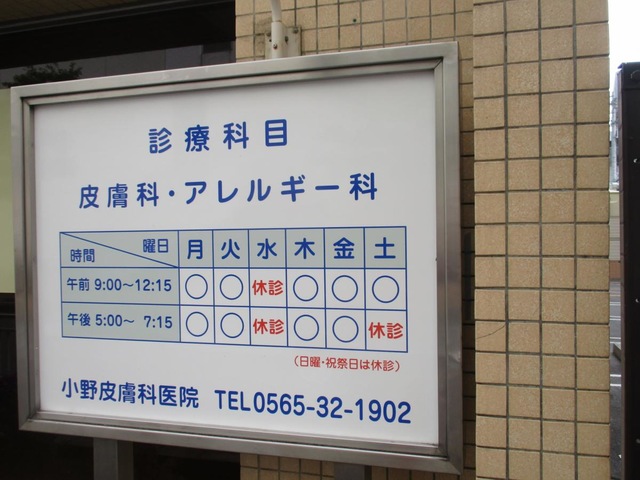 診療科目
皮膚科・アレルギー科
時間 曜日 月 火 水 木 金 土
午前 9:00〜12:15 ○ ○ 休診 ○ ○ ○
午後 5:00〜 7:15 ○ ○ 休診 ○ ○ 休診
(日曜・祝祭日は休診)
小野皮膚科医院 TEL0565-32-1902